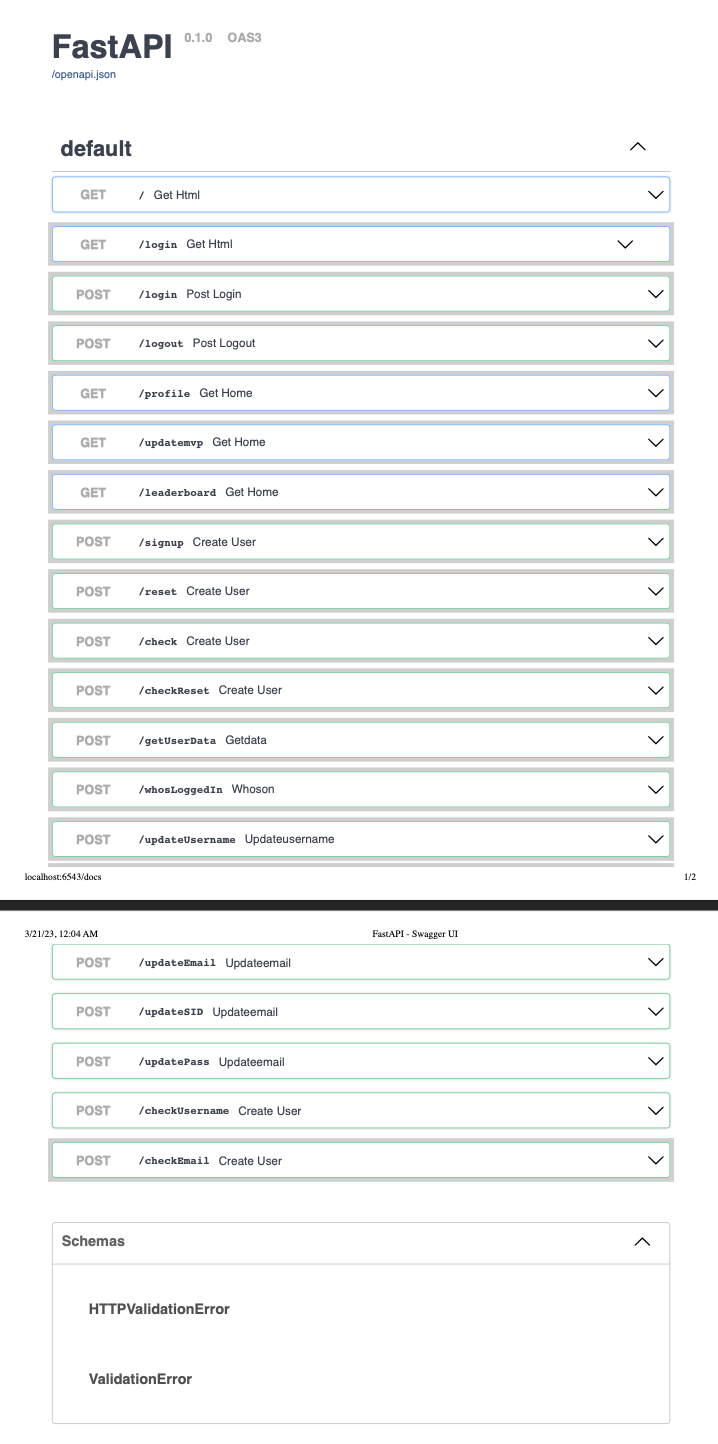 FastAPI 0.1.0 OAS3
/openapi.json
default
GET / Get Html
GET /login Get Html
POST /login Post Login
POST /logout Post Logout
GET /profile Get Home
GET /updatemvp Get Home
GET /leaderboard Get Home
POST /signup Create User
POST /reset Create User
POST /check Create User
POST /checkReset Create User
POST /getUserData Getdata
POST /whosLoggedIn Whoson
POST /updateUsername Updateusername
localhost:6543/docs 1/2
3/21/23, 12:04 AM FastAPI - Swagger UI
POST /updateEmail Updateemail
POST /updateSID Updateemail
POST /updatePass Updateemail
POST /checkUsername Create User
POST /checkEmail Create User
Schemas
HTTPValidationError
ValidationError